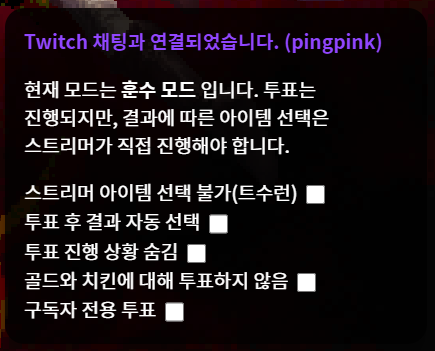 Twitch 채팅과 연결되었습니다. (pingpink)
현재 모드는 훈수 모드 입니다. 투표는
진행되지만, 결과에 따른 아이템 선택은
스트리머가 직접 진행해야 합니다.
스트리머 아이템 선택 불가(트수런)
투표 후 결과 자동 선택
투표 진행 상황 숨김
골드와 치킨에 대해 투표하지 않음
구독자 전용 투표